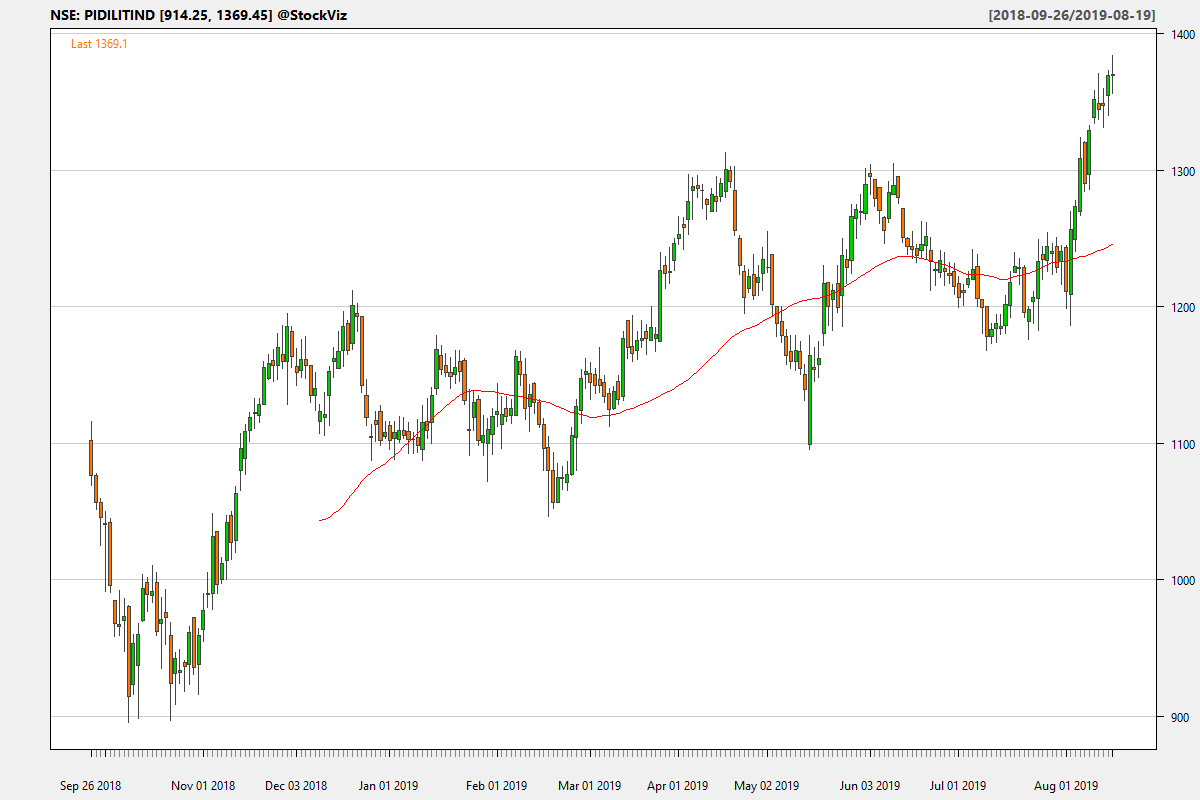 NSE: PIDILITIND [914.25, 1369.45] @StockViz [2018-09-26/2019-08-19]
Last 1369.1
1400
1300
1200
1100
1000
900
Sep 26 2018 Nov 01 2018 Dec 03 2018 Jan 01 2019 Feb 01 2019 Mar 01 2019 Apr 01 2019 May 02 2019 Jun 03 2019 Jul 01 2019 Aug 01 2019